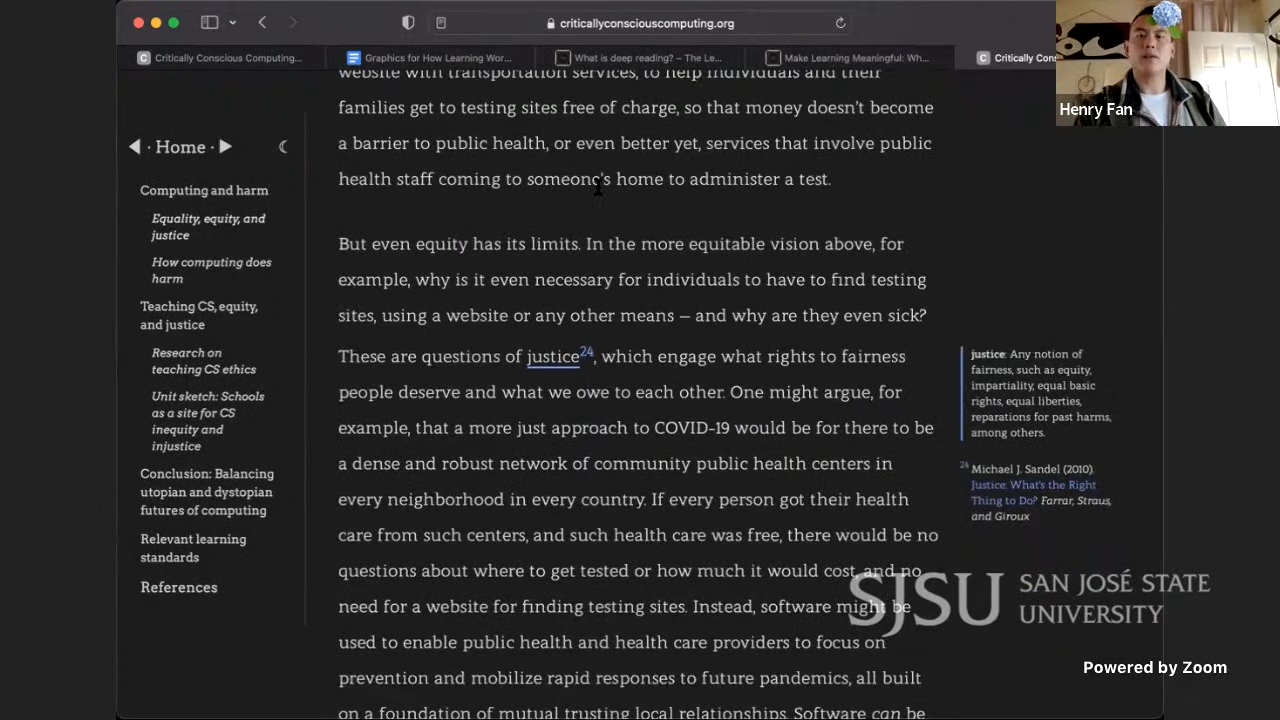 criticallyconsciouscomputing.org
Critically Conscious Computing...
Graphics for How Learning Wor...
What is deep reading? – The Le...
Make Learning Meaningful: Wh...
Critically Cons
Henry Fan
◀ · Home · ▶
Computing and harm
Equality, equity, and
justice
How computing does
harm
Teaching CS, equity,
and justice
Research on
teaching CS ethics
Unit sketch: Schools
as a site for CS
inequity and
injustice
Conclusion: Balancing
utopian and dystopian
futures of computing
Relevant learning
standards
References
website with transportation services, to help individuals and their
families get to testing sites free of charge, so that money doesn’t become
a barrier to public health, or even better yet, services that involve public
health staff coming to someone’s home to administer a test.
But even equity has its limits. In the more equitable vision above, for
example, why is it even necessary for individuals to have to find testing
sites, using a website or any other means — and why are they even sick?
These are questions of justice24, which engage what rights to fairness
people deserve and what we owe to each other. One might argue, for
example, that a more just approach to COVID-19 would be for there to be
a dense and robust network of community public health centers in
every neighborhood in every country. If every person got their health
care from such centers, and such health care was free, there would be no
questions about where to get tested or how much it would cost, and no
need for a website for finding testing sites. Instead, software might be
used to enable public health and health care providers to focus on
prevention and mobilize rapid responses to future pandemics, all built
on a foundation of mutual trusting local relationships. Software can be
justice: Any notion of
fairness, such as equity,
impartiality, equal basic
rights, equal liberties,
reparations for past harms,
among others.
24 Michael J. Sandel (2010).
Justice: What's the Right
Thing to Do? Farrar, Straus,
and Giroux
SJSU SAN JOSÉ STATE
UNIVERSITY
Powered by Zoom